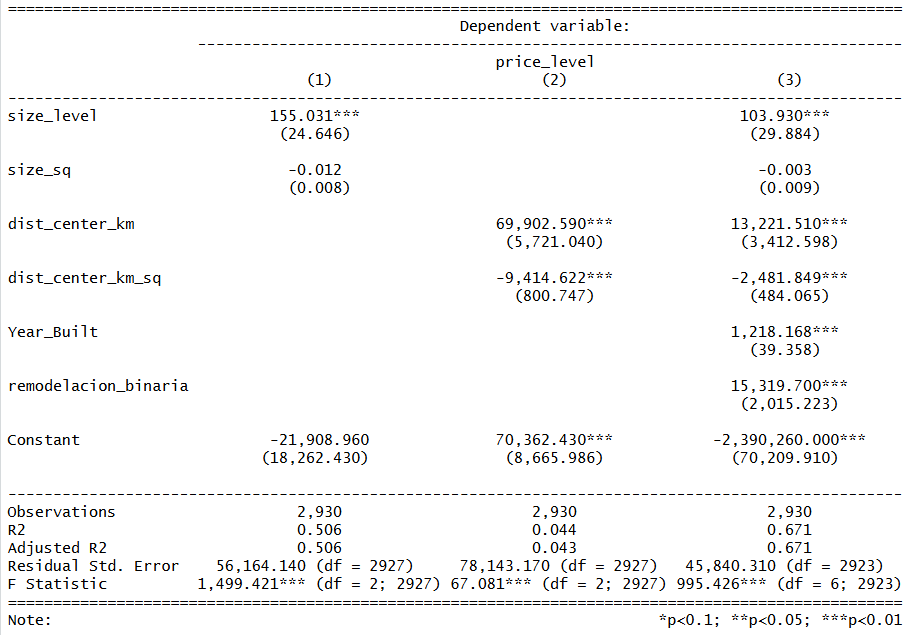 Dependent variable:
price_level
(1) (2) (3)
size_level 155.031*** 103.930***
(24.646) (29.884)
size_sq -0.012 -0.003
(0.008) (0.009)
dist_center_km 69,902.590*** 13,221.510***
(5,721.040) (3,412.598)
dist_center_km_sq -9,414.622*** -2,481.849***
(800.747) (484.065)
Year_Built 1,218.168***
(39.358)
remodelacion_binaria 15,319.700***
(2,015.223)
Constant -21,908.960 70,362.430*** -2,390,260.000***
(18,262.430) (8,665.986) (70,209.910)
Observations 2,930 2,930 2,930
R2 0.506 0.044 0.671
Adjusted R2 0.506 0.043 0.671
Residual Std. Error 56,164.140 (df = 2927) 78,143.170 (df = 2927) 45,840.310 (df = 2923)
F Statistic 1,499.421*** (df = 2; 2927) 67.081*** (df = 2; 2927) 995.426*** (df = 6; 2923)
Note: *p<0.1; **p<0.05; ***p<0.01